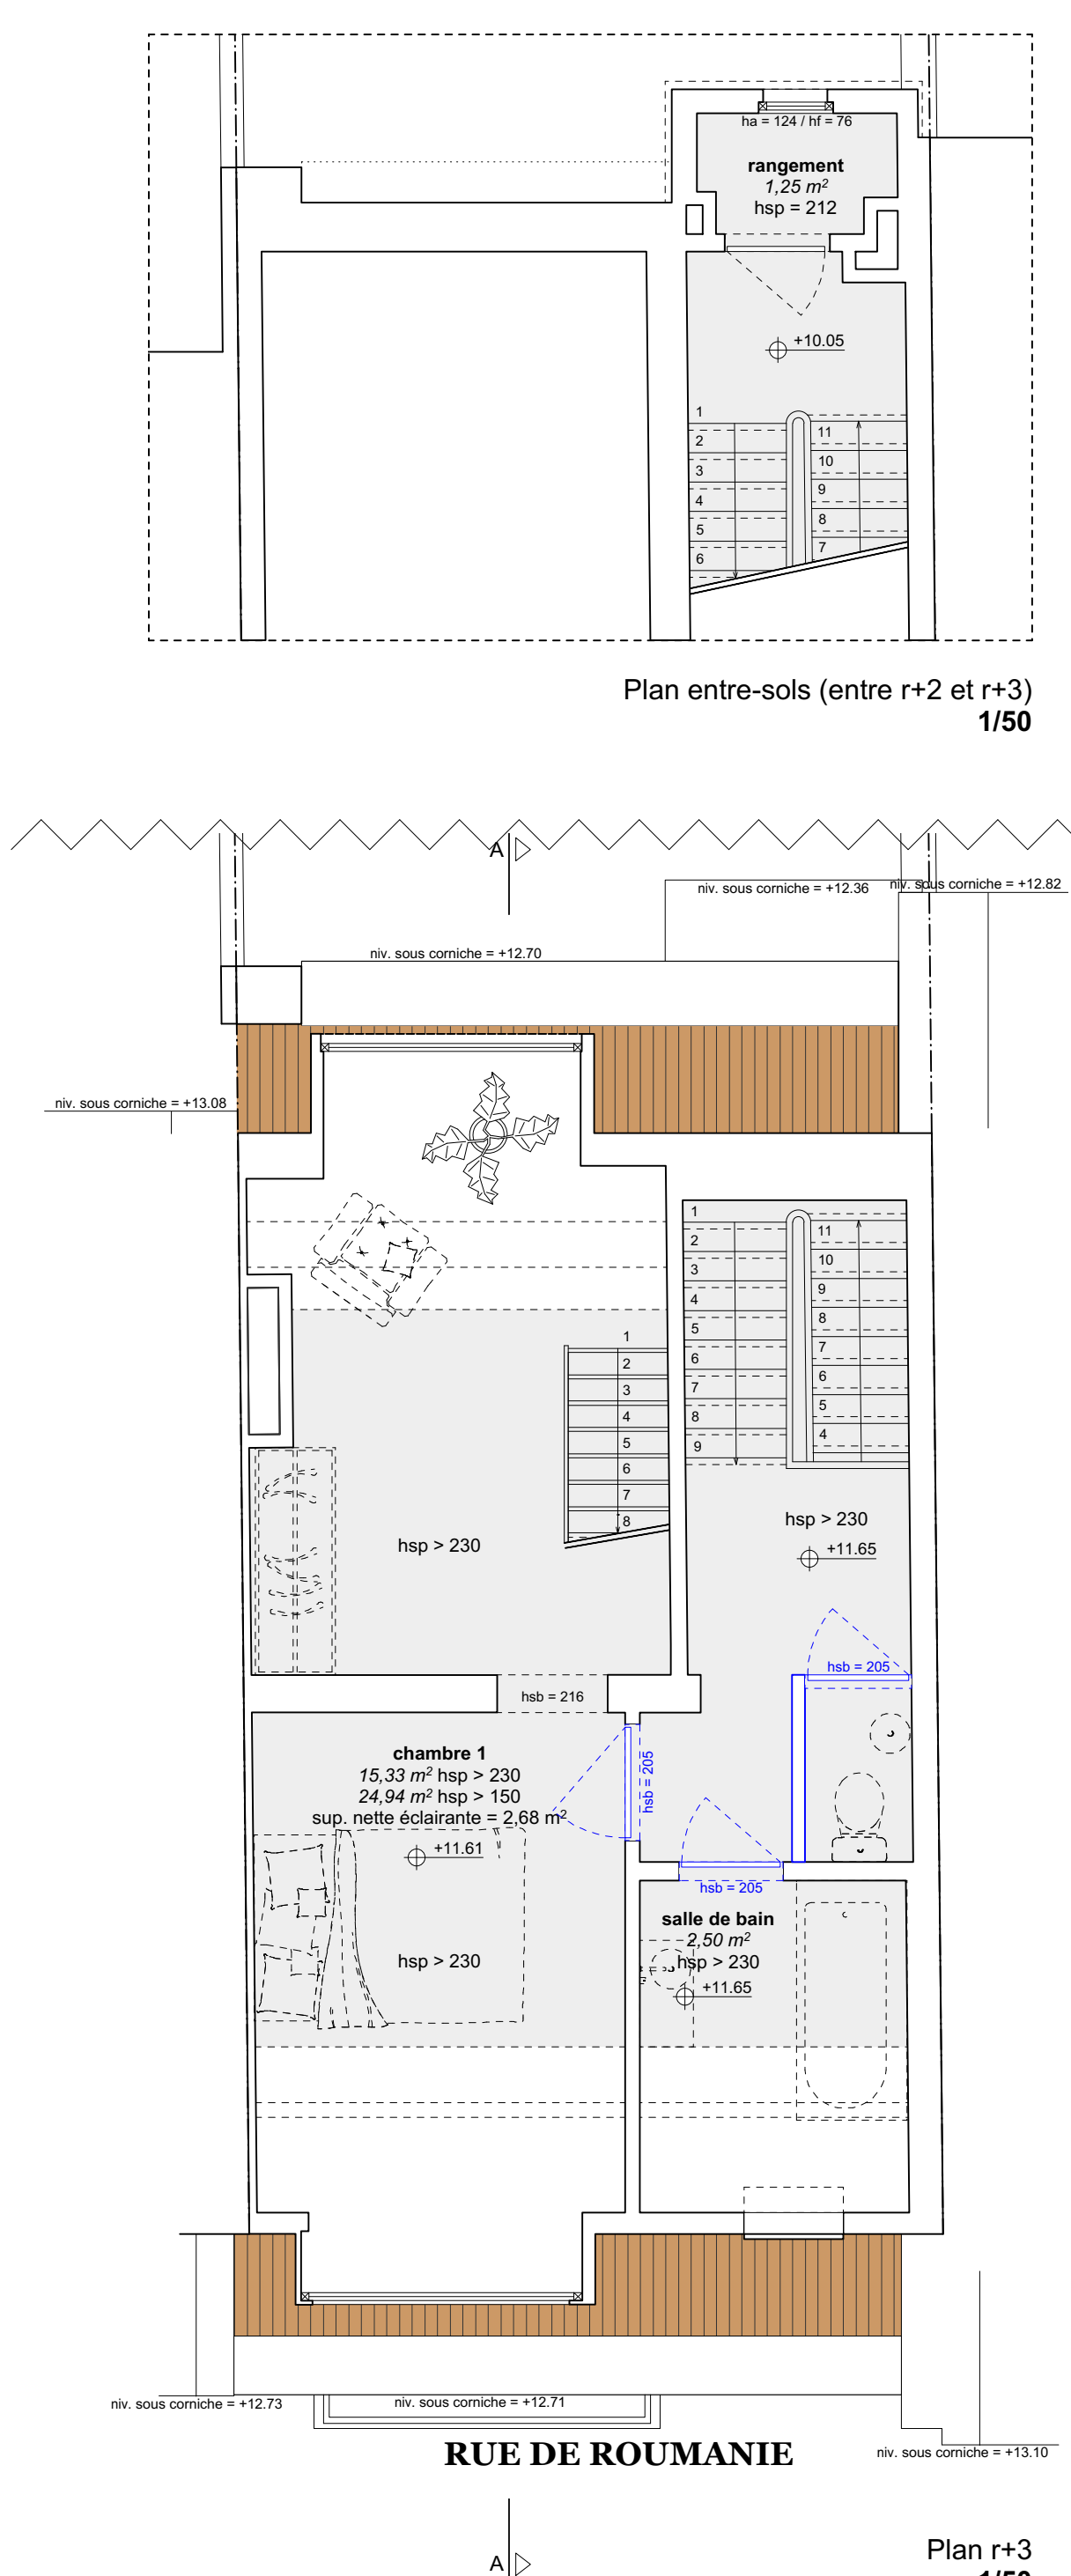 ha = 124 / hf = 76
rangement
1,25 m²
hsp = 212
+10.05
1
2
3
4
5
6
11
10
9
8
7
Plan entre-sols (entre r+2 et r+3)
1/50
A
niv. sous corniche = +12.36
niv. sous corniche = +12.82
niv. sous corniche = +12.70
niv. sous corniche = +13.08
1
2
3
4
5
6
7
8
9
11
10
9
8
7
6
5
4
1
2
3
4
5
6
7
8
hsp > 230
hsp > 230
+11.65
hsb = 205
hsb = 216
hsb = 205
chambre 1
15,33 m² hsp > 230
24,94 m² hsp > 150
sup. nette éclairante = 2,68 m²
+11.61
hsp > 230
hsb = 205
salle de bain
2,50 m²
hsp > 230
+11.65
niv. sous corniche = +12.73
niv. sous corniche = +12.71
RUE DE ROUMANIE
niv. sous corniche = +13.10
A
Plan r+3
1/50